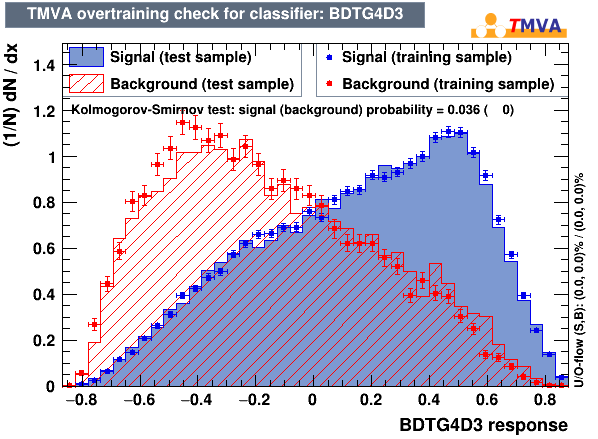 TMVA overtraining check for classifier: BDTG4D3
TMVA
Signal (test sample)
Background (test sample)
Signal (training sample)
Background (training sample)
Kolmogorov-Smirnov test: signal (background) probability = 0.036 ( 0)
(1/N) dN / dx
1.4
1.2
1
0.8
0.6
0.4
0.2
0
−0.8 −0.6 −0.4 −0.2 0 0.2 0.4 0.6 0.8
BDTG4D3 response
U/O-flow (S,B): (0.0, 0.0)% / (0.0, 0.0)%